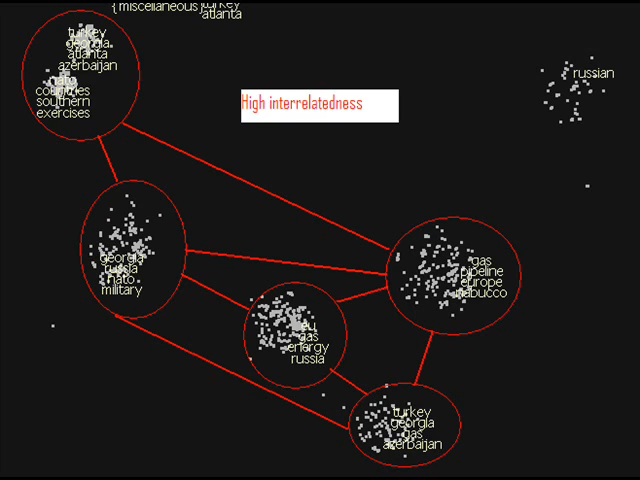 {miscellaneous}turkey
atlanta
turkey
georgia
atlanta
azerbaijan
nato
countries
southern
exercises
High interrelatedness
russian
georgia
russia
nato
military
gas
pipeline
europe
nabucco
eu
gas
energy
russia
turkey
georgia
gas
azerbaijan